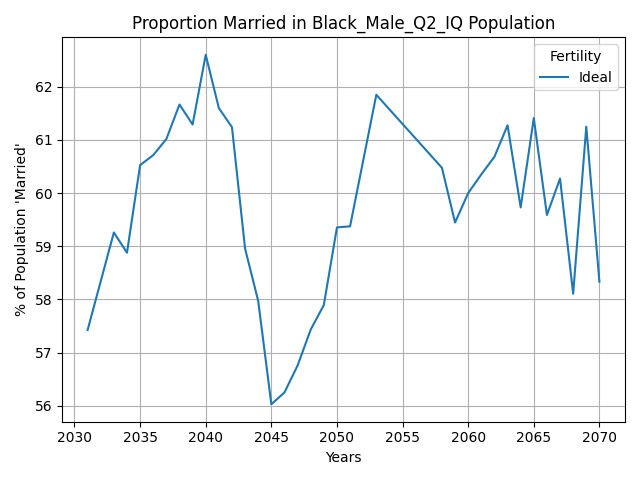 Proportion Married in Black_Male_Q2_IQ Population
Fertility
Ideal
% of Population 'Married'
62
61
60
59
58
57
56
2030 2035 2040 2045 2050 2055 2060 2065 2070
Years